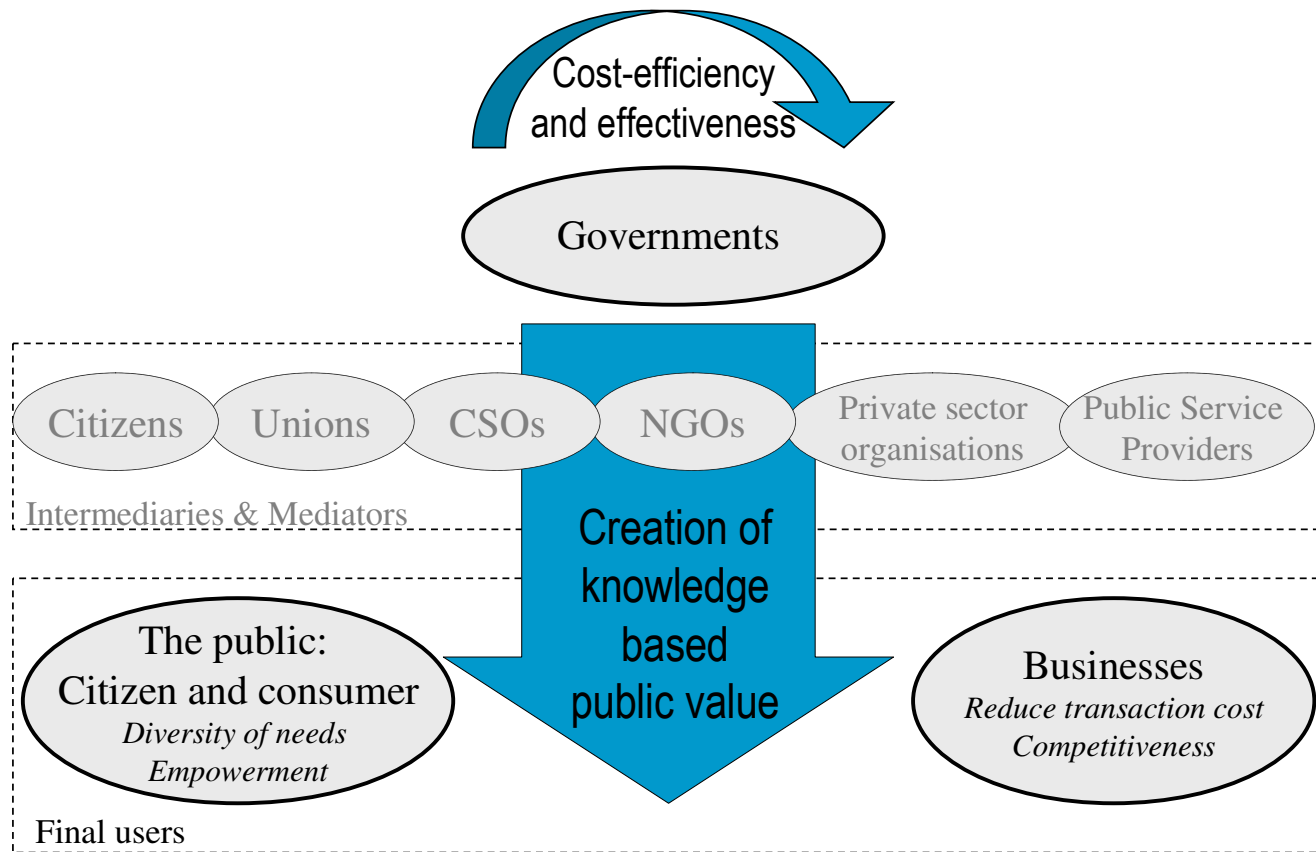 Cost-efficiency
and effectiveness
Governments
Citizens
Unions
CSOs
NGOs
Private sector
organisations
Public Service
Providers
Intermediaries & Mediators
Creation of
knowledge
based
public value
The public:
Citizen and consumer
Diversity of needs
Empowerment
Businesses
Reduce transaction cost
Competitiveness
Final users